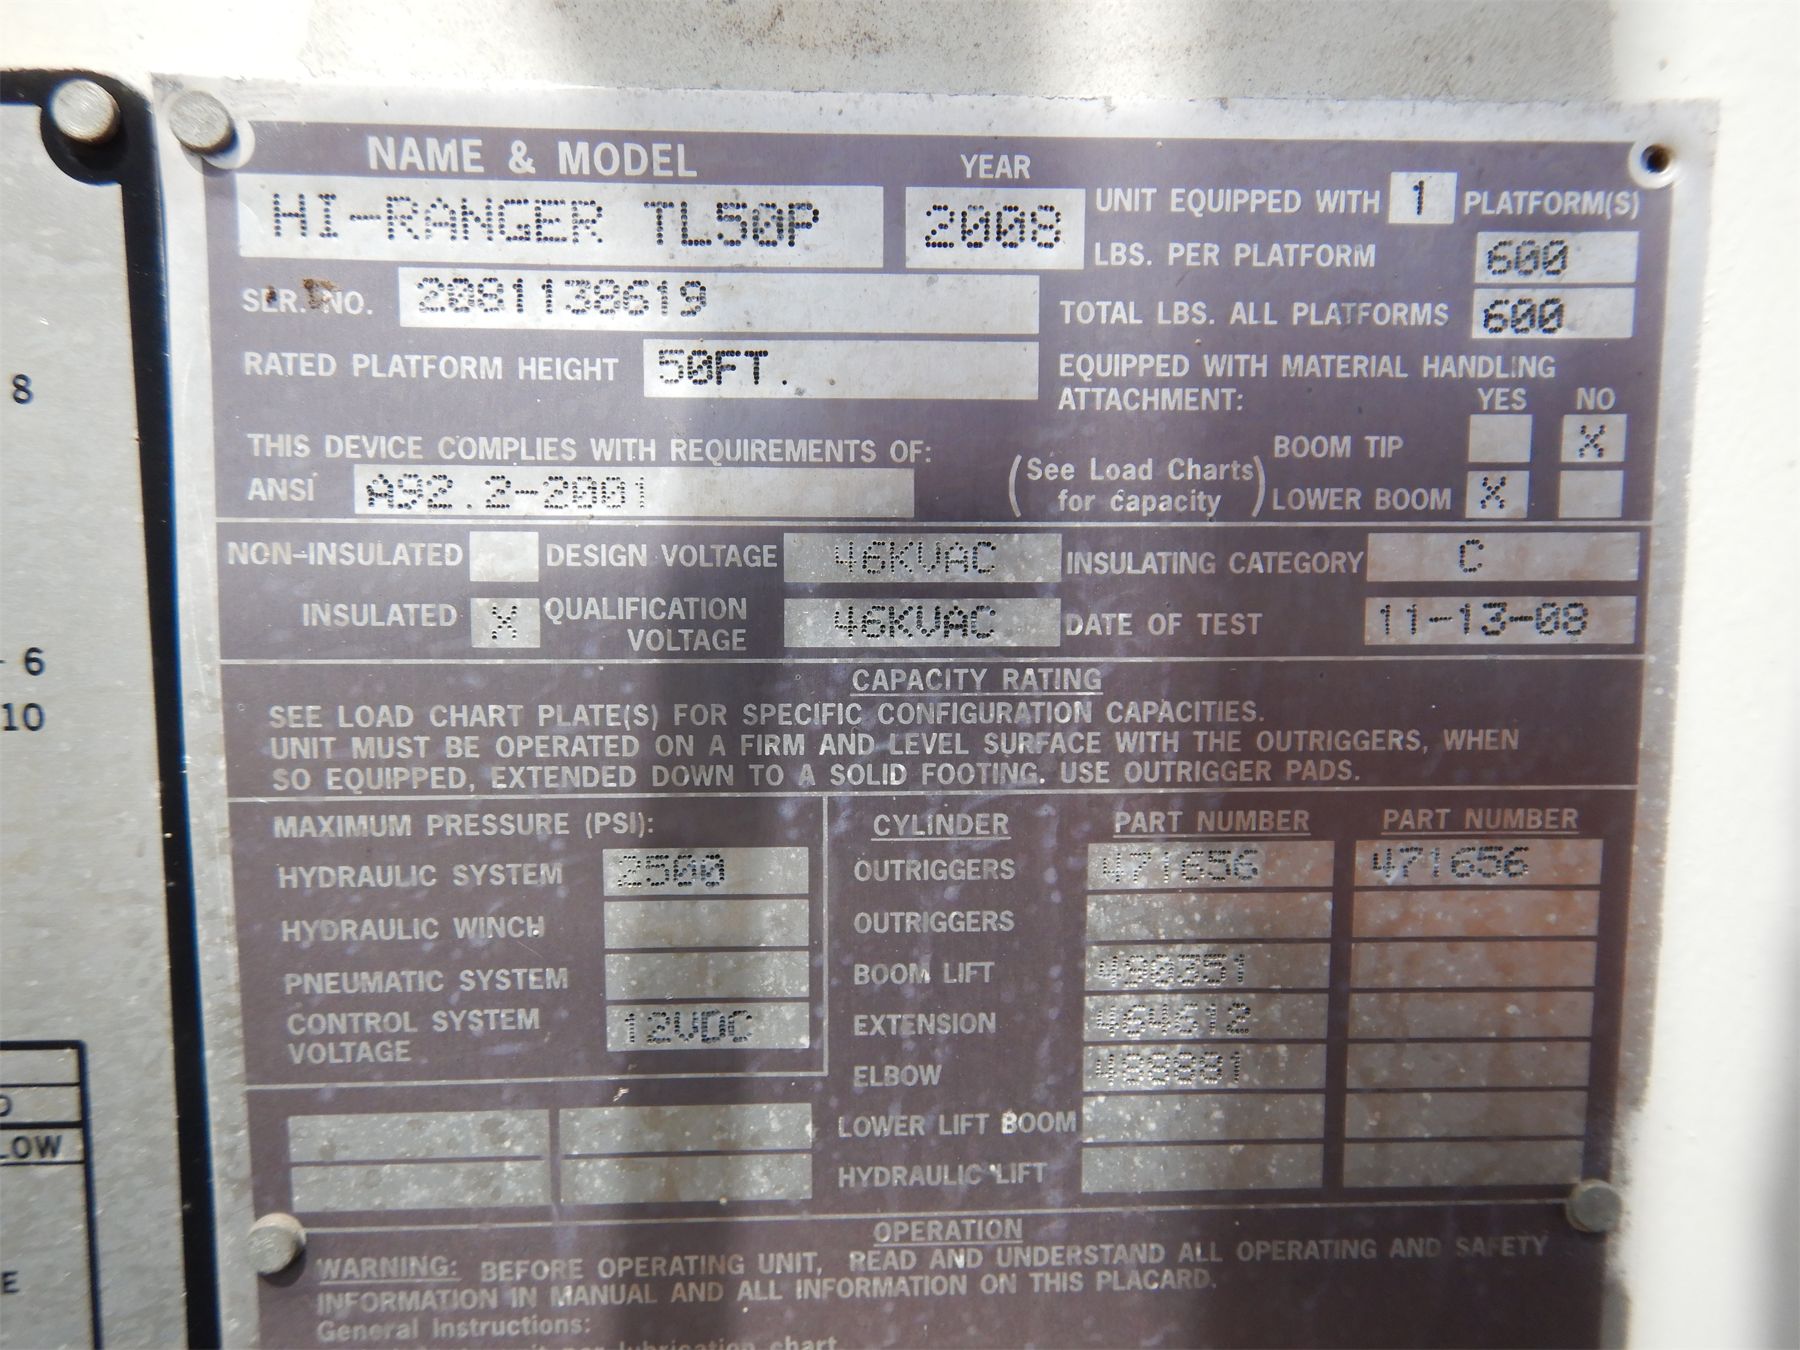 NAME & MODEL
HI-RANGER TL50P
YEAR
2008
UNIT EQUIPPED WITH 1 PLATFORM(S)
LBS. PER PLATFORM 600
SER. NO. 2081138619
TOTAL LBS. ALL PLATFORMS 600
RATED PLATFORM HEIGHT 50FT.
EQUIPPED WITH MATERIAL HANDLING
ATTACHMENT: YES NO
THIS DEVICE COMPLIES WITH REQUIREMENTS OF:
ANSI A92.2-2001
(See Load Charts
for capacity)
BOOM TIP X
LOWER BOOM X
NON-INSULATED DESIGN VOLTAGE 46KVAC INSULATING CATEGORY C
INSULATED X QUALIFICATION
VOLTAGE 46KVAC DATE OF TEST 11-13-08
CAPACITY RATING
SEE LOAD CHART PLATE(S) FOR SPECIFIC CONFIGURATION CAPACITIES.
UNIT MUST BE OPERATED ON A FIRM AND LEVEL SURFACE WITH THE OUTRIGGERS, WHEN
SO EQUIPPED, EXTENDED DOWN TO A SOLID FOOTING. USE OUTRIGGER PADS.
MAXIMUM PRESSURE (PSI):
HYDRAULIC SYSTEM 2500
HYDRAULIC WINCH
PNEUMATIC SYSTEM
CONTROL SYSTEM
VOLTAGE 12VDC
CYLINDER PART NUMBER PART NUMBER
OUTRIGGERS 471656 471656
OUTRIGGERS
BOOM LIFT 490351
EXTENSION 464612
ELBOW 488881
LOWER LIFT BOOM
HYDRAULIC LIFT
OPERATION
WARNING: BEFORE OPERATING UNIT, READ AND UNDERSTAND ALL OPERATING AND SAFETY
INFORMATION IN MANUAL AND ALL INFORMATION ON THIS PLACARD.
General Instructions:
per lubrication chart
8
6
10
LOW
E